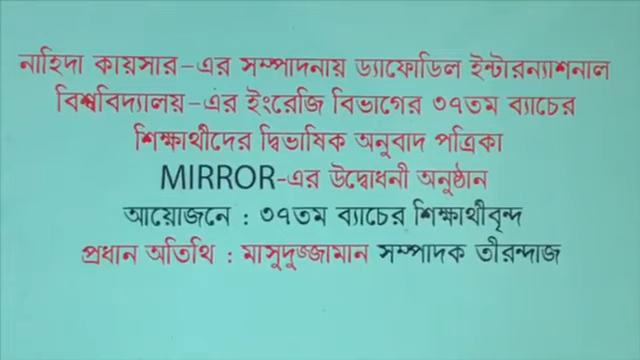 নাহিদা কায়সার-এর সম্পাদনায় ড্যাফোডিল ইন্টারন্যাশনাল
বিশ্ববিদ্যালয়-এর ইংরেজি বিভাগের ৩৭তম ব্যাচের
শিক্ষার্থীদের দ্বিভাষিক অনুবাদ পত্রিকা
MIRROR-এর উদ্বোধনী অনুষ্ঠান
আয়োজনে : ৩৭তম ব্যাচের শিক্ষার্থীবৃন্দ
প্রধান অতিথি : মাসুদুজ্জামান সম্পাদক তীরন্দাজ